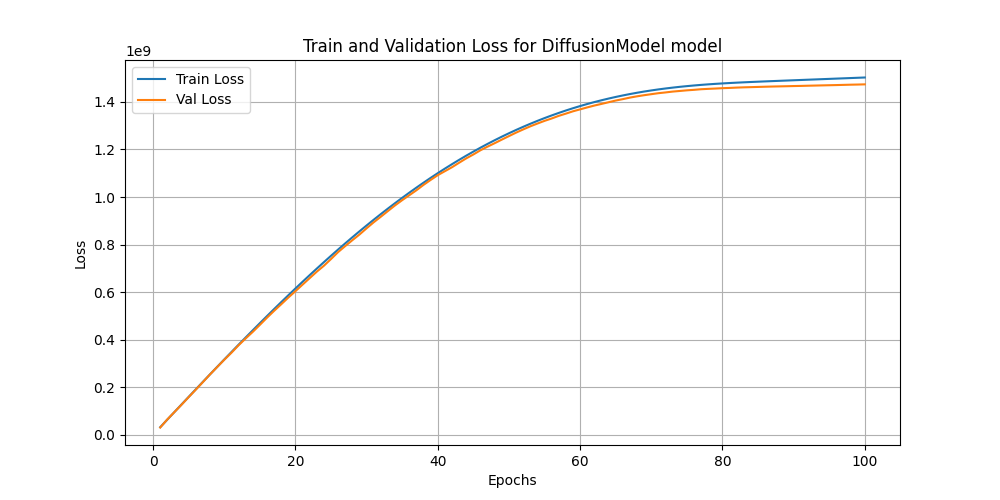 Train and Validation Loss for DiffusionModel model
1e9
Train Loss
Val Loss
1.4
1.2
1.0
0.8
0.6
0.4
0.2
0.0
Loss
0 20 40 60 80 100
Epochs